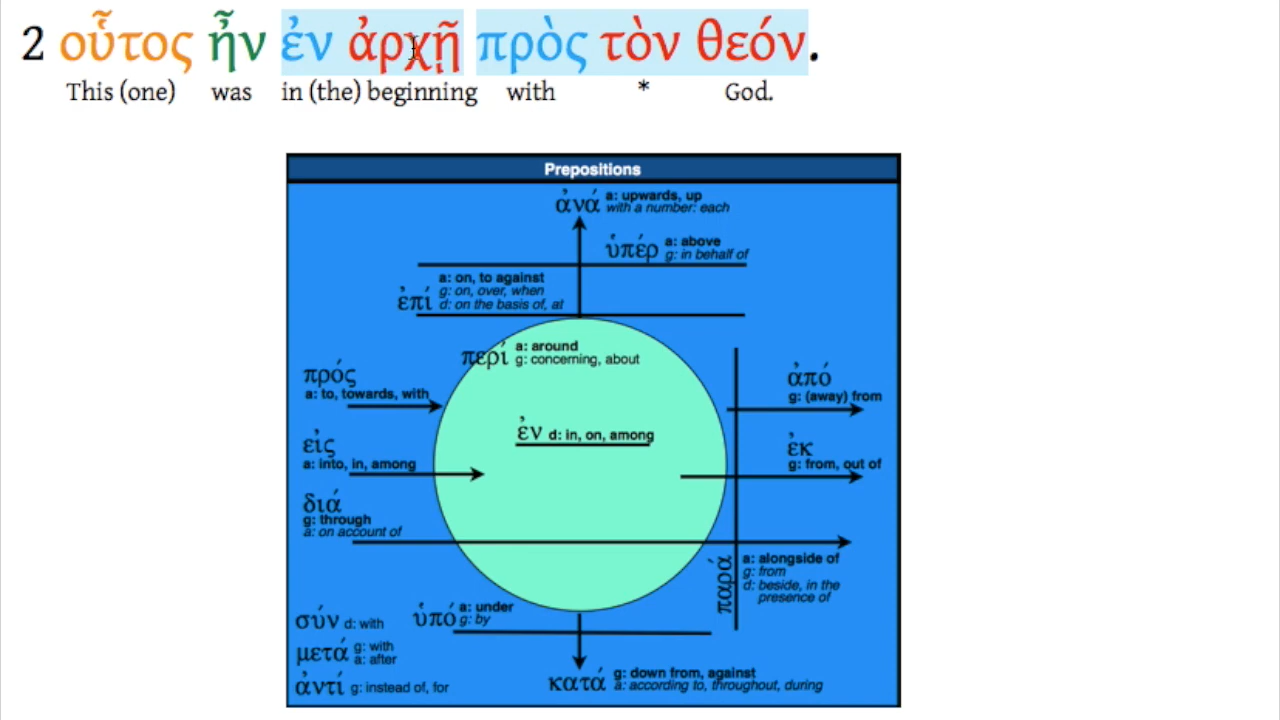 2 οὗτος ἦν ἐν ἀρχῇ πρὸς τὸν θεόν.
This (one) was in (the) beginning with * God.
Prepositions
ἀνά a: upwards, up
with a number: each
ὑπέρ a: above
g: in behalf of
ἐπί a: on, to against
g: on, over, when
d: on the basis of, at
περί a: around
g: concerning, about
πρός
a: to, towards, with
ἀπό
g: (away) from
ἐν d: in, on, among
εἰς
a: into, in, among
ἐκ
g: from, out of
διά
g: through
a: on account of
παρά a: alongside of
g: from
d: beside, in the
presence of
σύν d: with
ὑπό a: under
g: by
μετά g: with
a: after
ἀντί g: instead of, for
κατά g: down from, against
a: according to, throughout, during